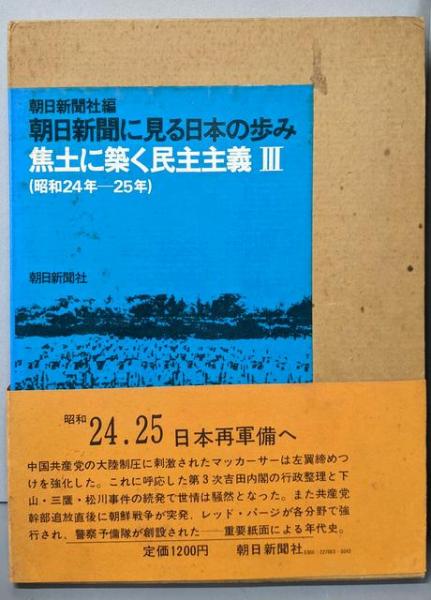 朝日新聞社編
朝日新聞に見る日本の歩み
焦土に築く民主主義 III
(昭和24年―25年)
朝日新聞社
昭和
24.25 日本再軍備へ
中国共産党の大陸制圧に刺激されたマッカーサーは左翼締めつ
けを強化した。これに呼応した第3次吉田内閣の行政整理と下
山・三鷹・松川事件の続発で世情は騒然となった。また共産党
幹部追放直後に朝鮮戦争が突発，レッド・パージが各分野で強
行され、警察予備隊が創設された――重要紙面による年代史。
定価1200円 朝日新聞社